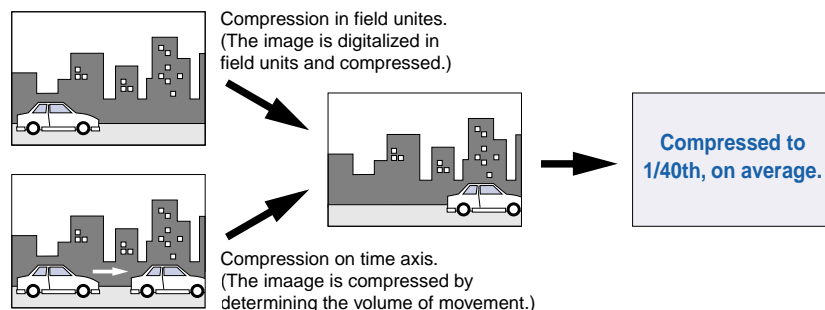 Compression in field unites.
(The image is digitalized in
field units and compressed.)
Compressed to
1/40th, on average.
Compression on time axis.
(The imaage is compressed by
determining the volume of movement.)